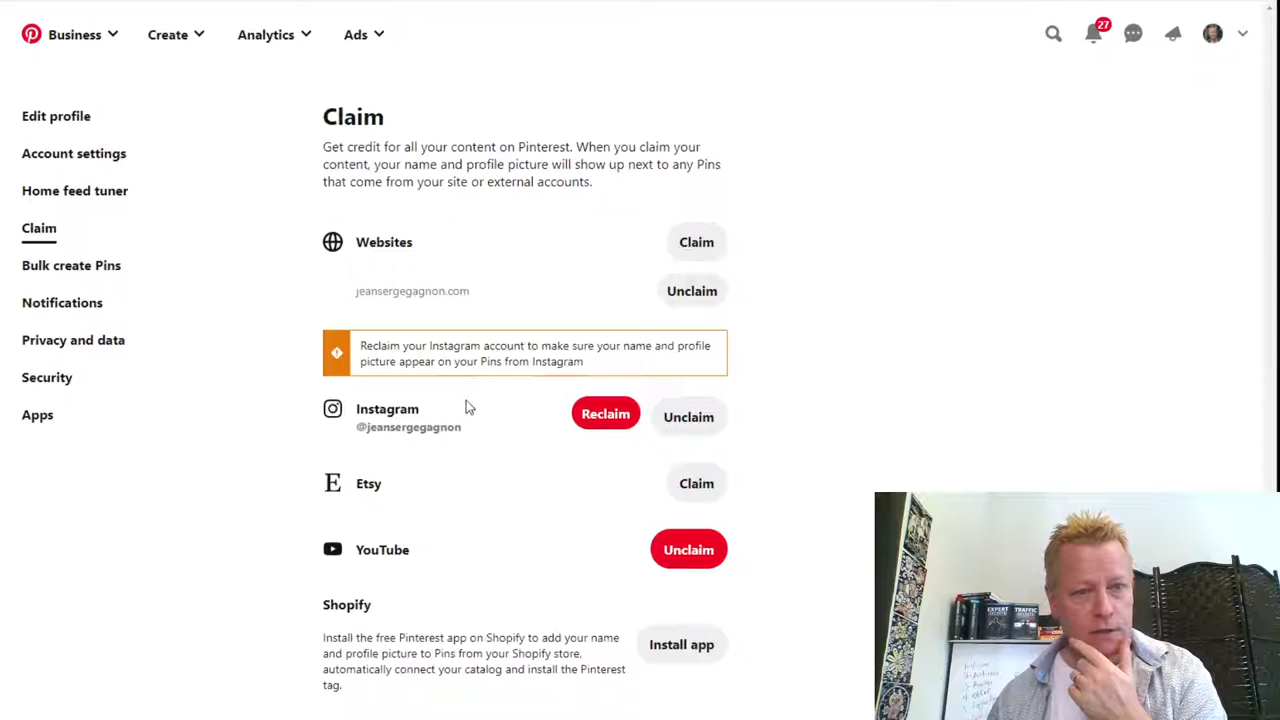 Business Create Analytics Ads 27
Edit profile
Account settings
Home feed tuner
Claim
Bulk create Pins
Notifications
Privacy and data
Security
Apps
Claim
Get credit for all your content on Pinterest. When you claim your
content, your name and profile picture will show up next to any Pins
that come from your site or external accounts.
Websites Claim
jeansergegagnon.com Unclaim
Reclaim your Instagram account to make sure your name and profile
picture appear on your Pins from Instagram
Instagram Reclaim Unclaim
@jeansergegagnon
E Etsy Claim
YouTube Unclaim
Shopify
Install the free Pinterest app on Shopify to add your name
and profile picture to Pins from your Shopify store,
automatically connect your catalog and install the Pinterest
tag.
Install app
EXPERT
SECRETS
TRAFFIC
SECRETS